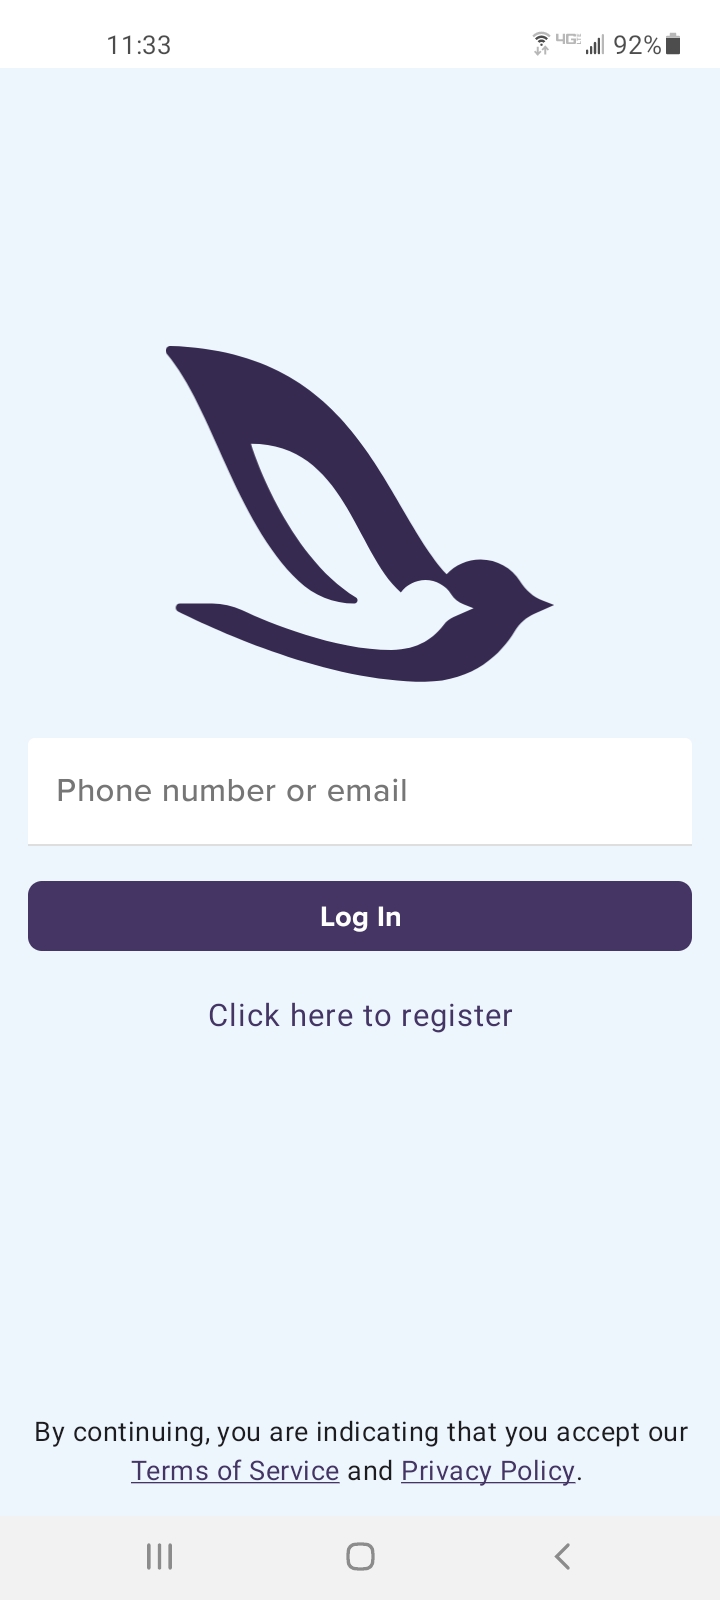 11:33 92%
Phone number or email
Log In
Click here to register
By continuing, you are indicating that you accept our
Terms of Service and Privacy Policy.